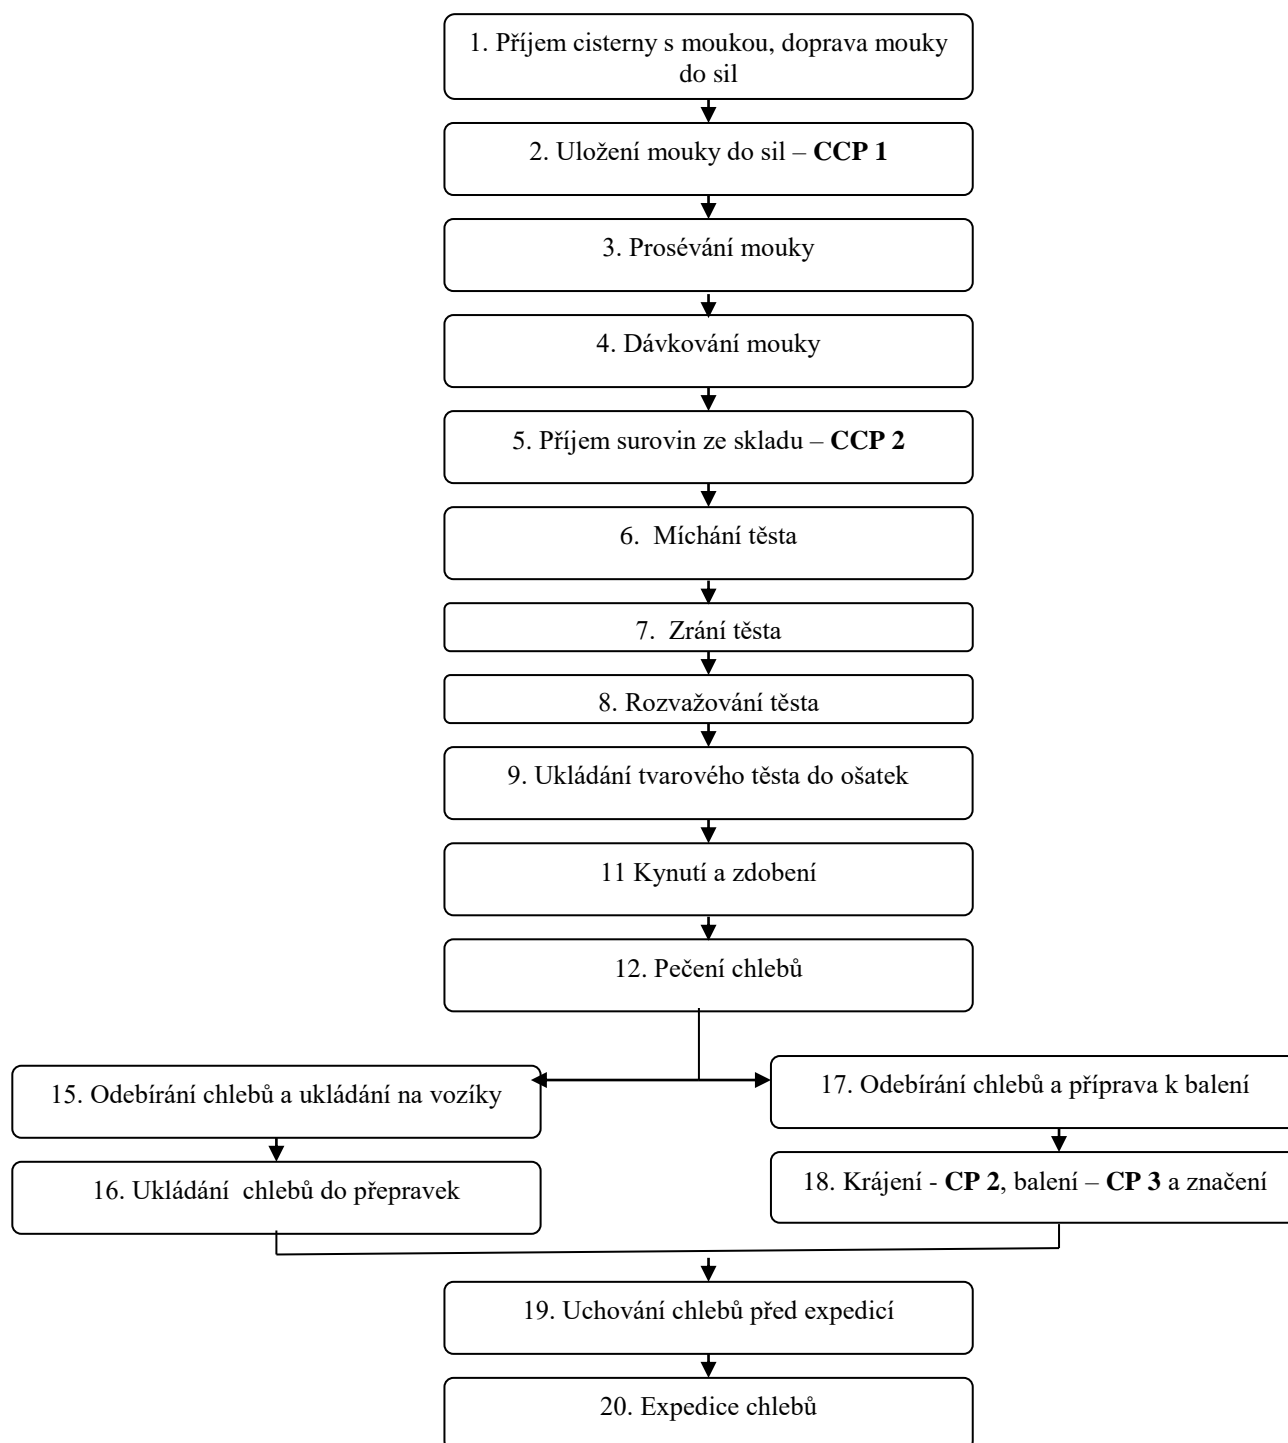 1. Příjem cisterny s moukou, doprava mouky
do sil
2. Uložení mouky do sil – CCP 1
3. Prosévání mouky
4. Dávkování mouky
5. Příjem surovin ze skladu – CCP 2
6. Míchání těsta
7. Zrání těsta
8. Rozvažování těsta
9. Ukládání tvarového těsta do ošatek
11 Kynutí a zdobení
12. Pečení chlebů
15. Odebírání chlebů a ukládání na vozíky
17. Odebírání chlebů a příprava k balení
16. Ukládání chlebů do přepravek
18. Krájení - CP 2, balení – CP 3 a značení
19. Uchování chlebů před expedicí
20. Expedice chlebů